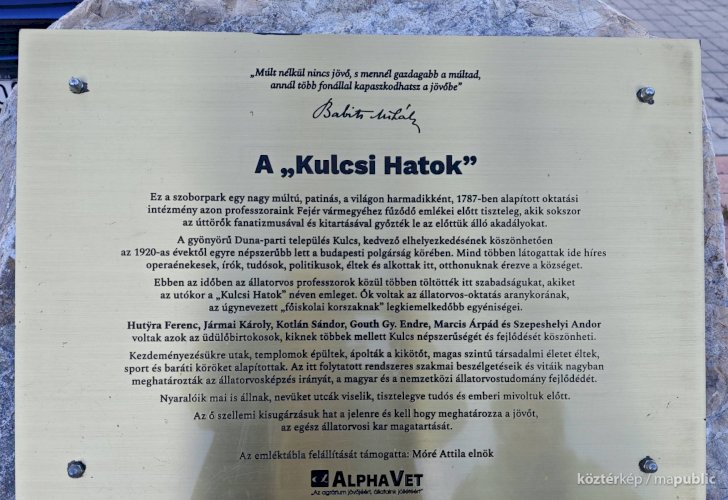 „Múlt nélkül nincs jövő, s mennél gazdagabb a múltad,
annál több fonállal kapaszkodhatsz a jövőbe”
Babits Mihály
A „Kulcsi Hatok”
Ez a szoborpark egy nagy múltú, patinás, a világon harmadikként, 1787-ben alapított oktatási
intézmény azon professzoraink Fejér vármegyéhez fűződő emlékei előtt tiszteleg, akik sokszor
az úttörők fanatizmusával és kitartásával győzték le az előttük álló akadályokat.
A gyönyörű Duna-parti település Kulcs, kedvező elhelyezkedésének köszönhetően
az 1920-as évektől egyre népszerűbb lett a budapesti polgárság körében. Mind többen látogattak ide híres
operaénekesek, írók, tudósok, politikusok, éltek és alkottak itt, otthonuknak érezve a községet.
Ebben az időben az állatorvos professzorok közül többen töltötték itt szabadságukat, akiket
az utókor a „Kulcsi Hatok” néven emleget. Ők voltak az állatorvos-oktatás aranykorának,
az úgynevezett „főiskolai korszaknak” legkiemelkedőbb egyéniségei.
Hutÿra Ferenc, Jármai Károly, Kotlán Sándor, Gouth Gy. Endre, Marcis Árpád és Szepeshelyi Andor
voltak azok az üdülőbirtokosok, kiknek többek mellett Kulcs népszerűségét és fejlődését köszönheti.
Kezdeményezésükre utak, templomok épültek, ápolták a kikötőt, magas szintű társadalmi életet éltek,
sport és baráti köröket alapítottak. Az itt folytatott rendszeres szakmai beszélgetéseik és vitáik nagyban
meghatározták az állatorvosképzés irányát, a magyar és a nemzetközi állatorvostudomány fejlődédét.
Nyaralóik mai is állnak, nevüket utcák viselik, tisztelegve tudós és emberi mivoltuk előtt.
Az ő szellemi kisugárzásuk hat a jelenre és kell hogy meghatározza a jövőt,
az egész állatorvosi kar magatartását.
Az emléktábla felállítását támogatta: Móré Attila elnök
ALPHAVET
„Az agrárium jövőjéért, állataink jólétéért”
köztérkép / mapublic